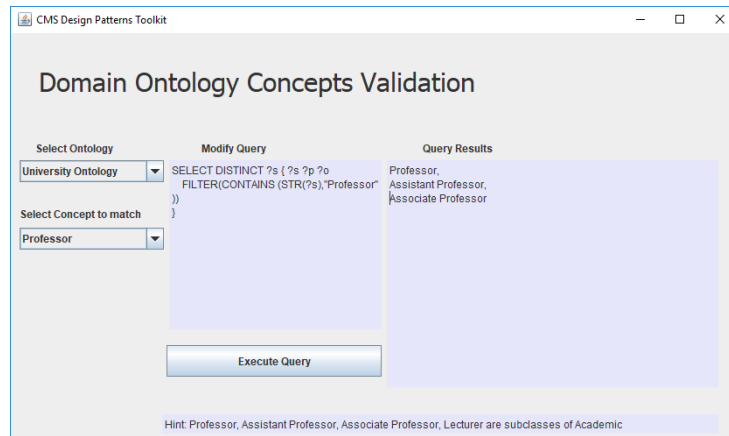 CMS Design Patterns Toolkit
Domain Ontology Concepts Validation
Select Ontology
Modify Query
Query Results
University Ontology
SELECT DISTINCT ?s { ?s ?p ?o
FILTER(CONTAINS (STR(?s),"Professor"
))
}
Professor,
Assistant Professor,
Associate Professor
Select Concept to match
Professor
Execute Query
Hint: Professor, Assistant Professor, Associate Professor, Lecturer are subclasses of Academic